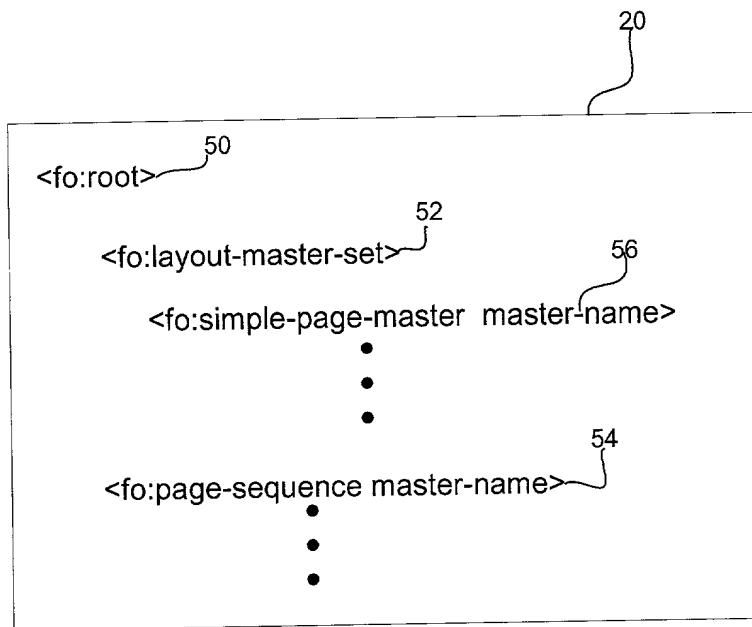 20
50
<fo:root>
52
<fo:layout-master-set>
56
<fo:simple-page-master master-name>
54
<fo:page-sequence master-name>